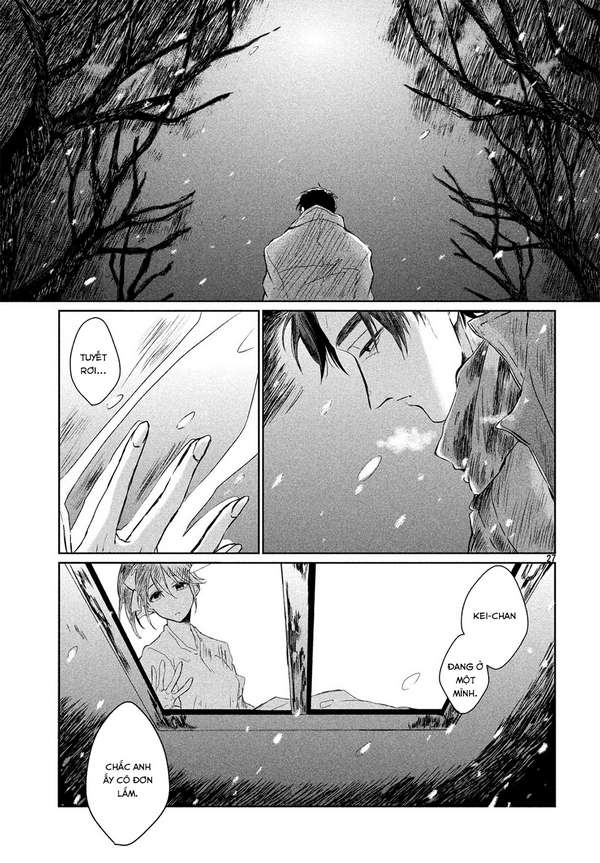 TUYẾT
RƠI...
27
KEI-CHAN
ĐANG Ở
MỘT
MÌNH.
CHẮC ANH
ẤY CÔ ĐƠN
LẮM.